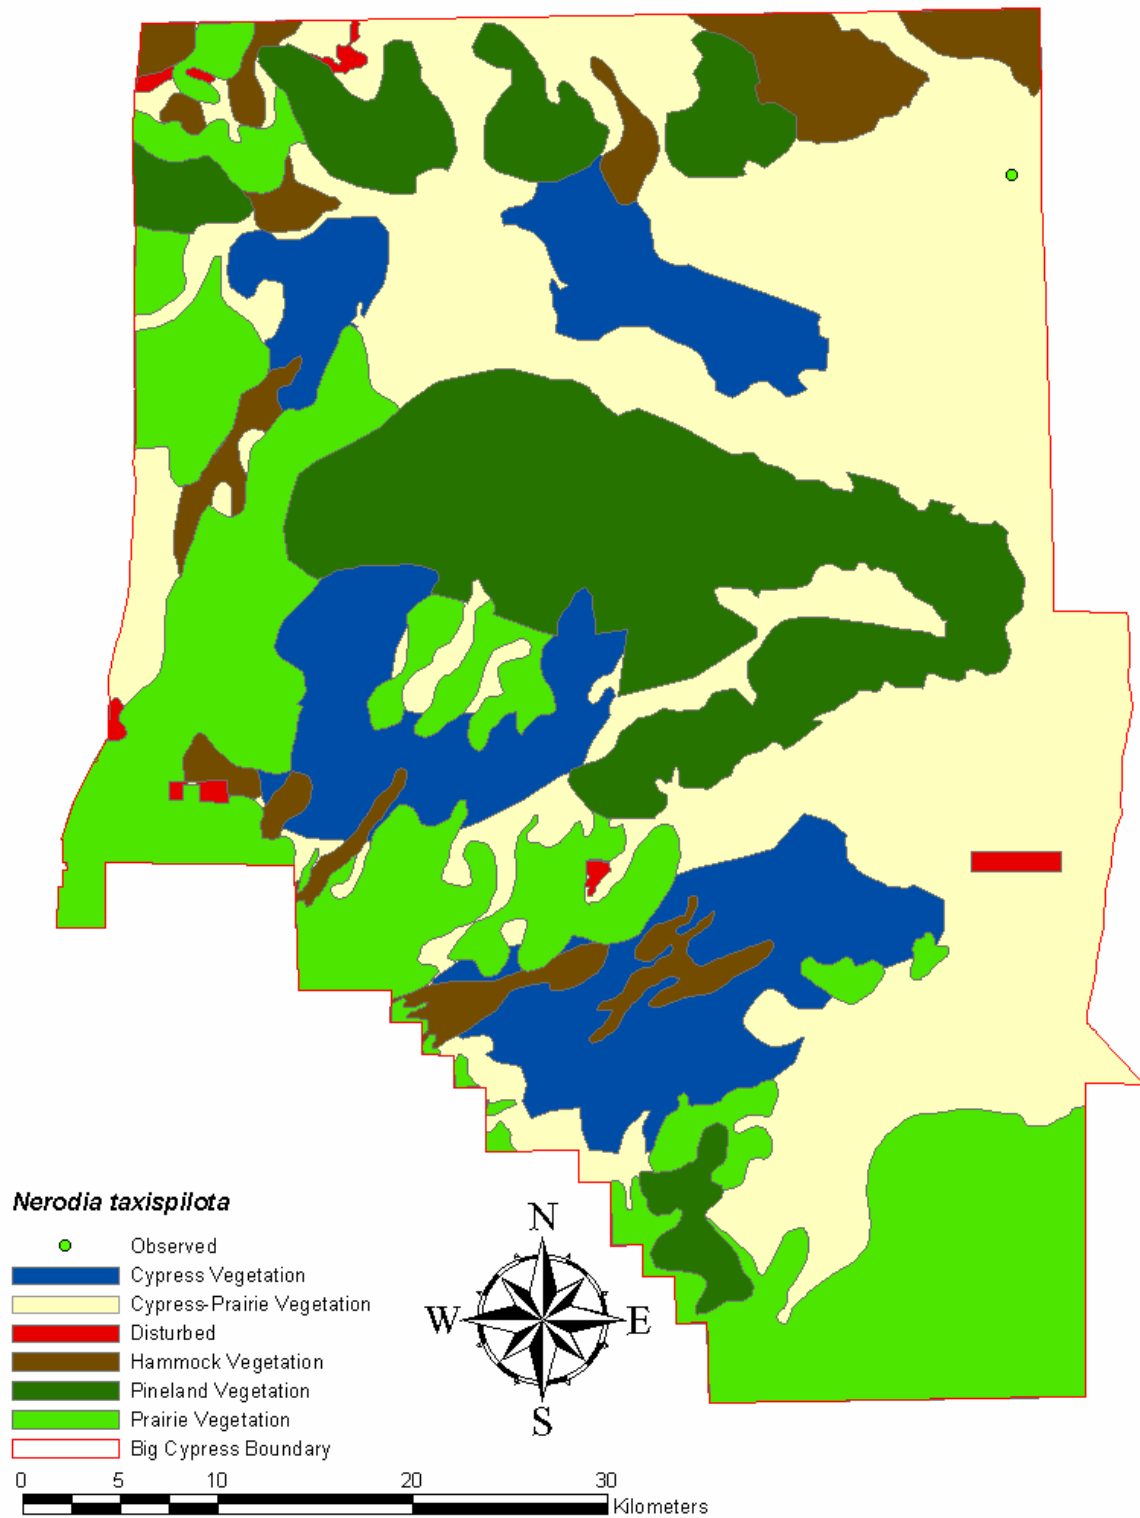 Nerodia taxispilota
Observed
Cypress Vegetation
Cypress-Prairie Vegetation
Disturbed
Hammock Vegetation
Pineland Vegetation
Prairie Vegetation
Big Cypress Boundary
N
W E
S
0 5 10 20 30
Kilometers